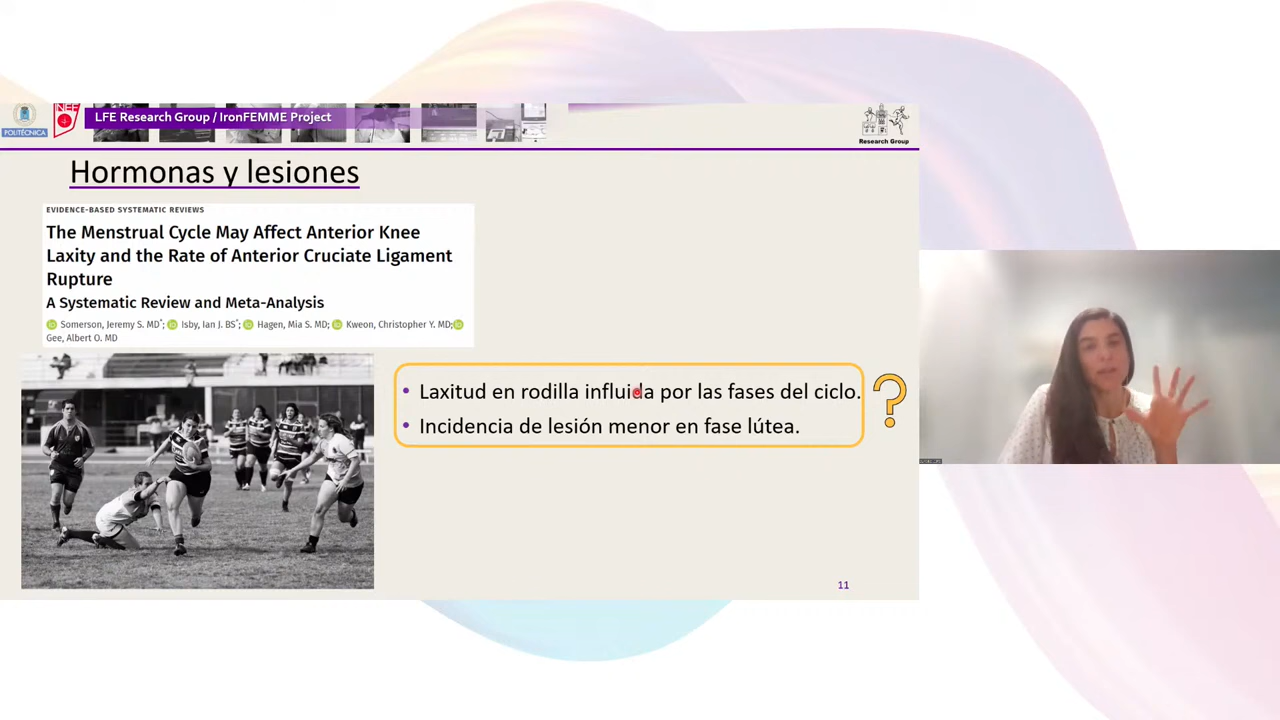 POLITÉCNICA
INEF
LFE Research Group / IronFEMME Project
Research Group
Hormonas y lesiones
EVIDENCE-BASED SYSTEMATIC REVIEWS
The Menstrual Cycle May Affect Anterior Knee
Laxity and the Rate of Anterior Cruciate Ligament
Rupture
A Systematic Review and Meta-Analysis
Somerson, Jeremy S. MD*; Isby, Ian J. BS*; Hagen, Mia S. MD; Kweon, Christopher Y. MD;
Gee, Albert O. MD
• Laxitud en rodilla influida por las fases del ciclo.
• Incidencia de lesión menor en fase lútea.
?
11